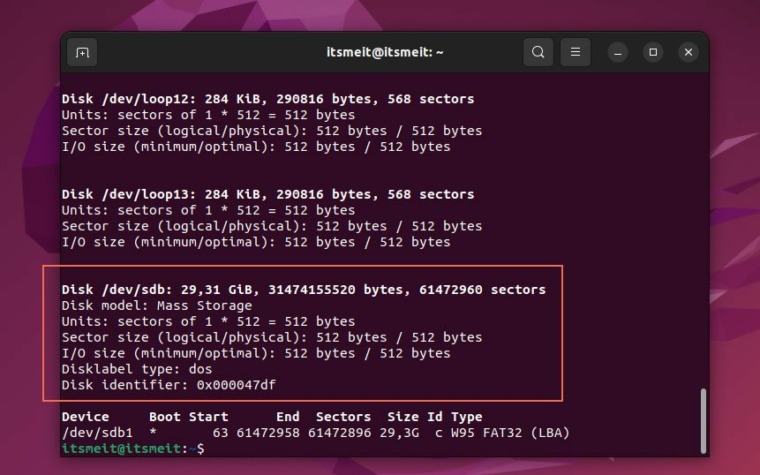 itsmeit@itsmeit: ~
Disk /dev/loop12: 284 KiB, 290816 bytes, 568 sectors
Units: sectors of 1 * 512 = 512 bytes
Sector size (logical/physical): 512 bytes / 512 bytes
I/O size (minimum/optimal): 512 bytes / 512 bytes
Disk /dev/loop13: 284 KiB, 290816 bytes, 568 sectors
Units: sectors of 1 * 512 = 512 bytes
Sector size (logical/physical): 512 bytes / 512 bytes
I/O size (minimum/optimal): 512 bytes / 512 bytes
Disk /dev/sdb: 29,31 GiB, 31474155520 bytes, 61472960 sectors
Disk model: Mass Storage
Units: sectors of 1 * 512 = 512 bytes
Sector size (logical/physical): 512 bytes / 512 bytes
I/O size (minimum/optimal): 512 bytes / 512 bytes
Disklabel type: dos
Disk identifier: 0x000047df
Device     Boot Start      End  Sectors  Size Id Type
/dev/sdb1  *       63 61472958 61472896 29,3G  c W95 FAT32 (LBA)
itsmeit@itsmeit:~$